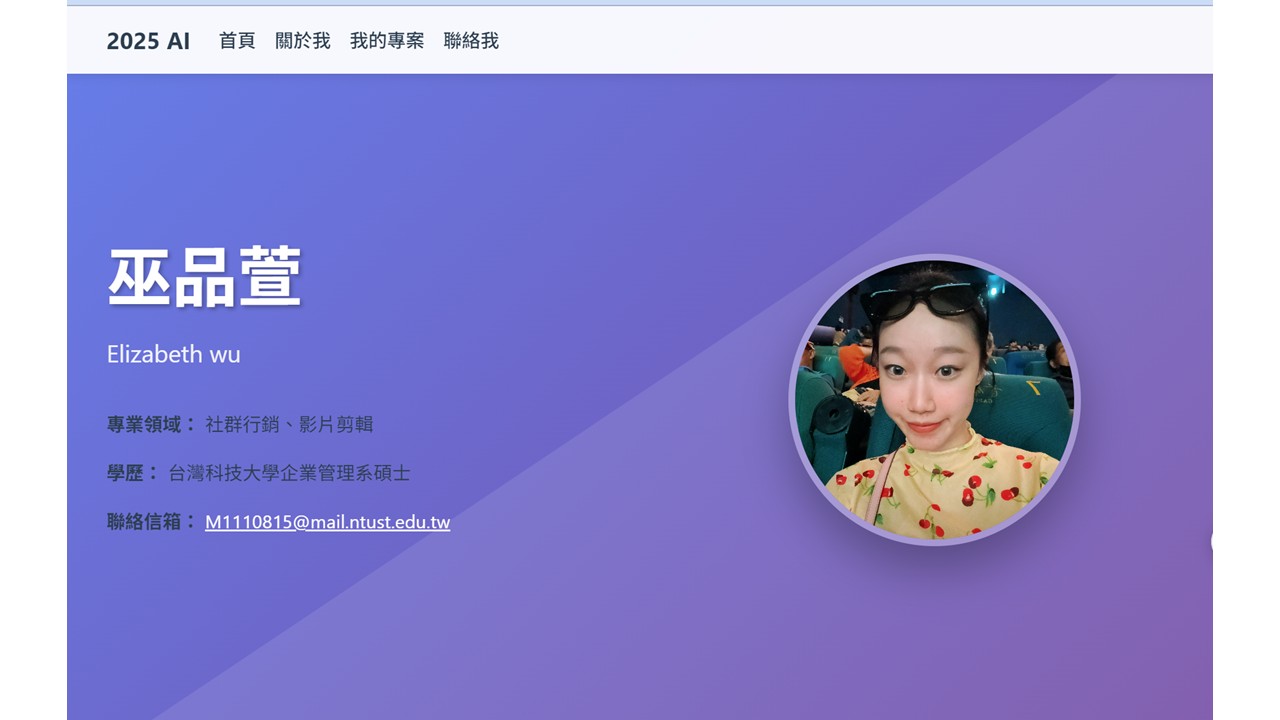 2025 AI 首頁 關於我 我的專案 聯絡我
巫品萱
Elizabeth wu
專業領域： 社群行銷、影片剪輯
學歷： 台灣科技大學企業管理系碩士
聯絡信箱： M1110815@mail.ntust.edu.tw